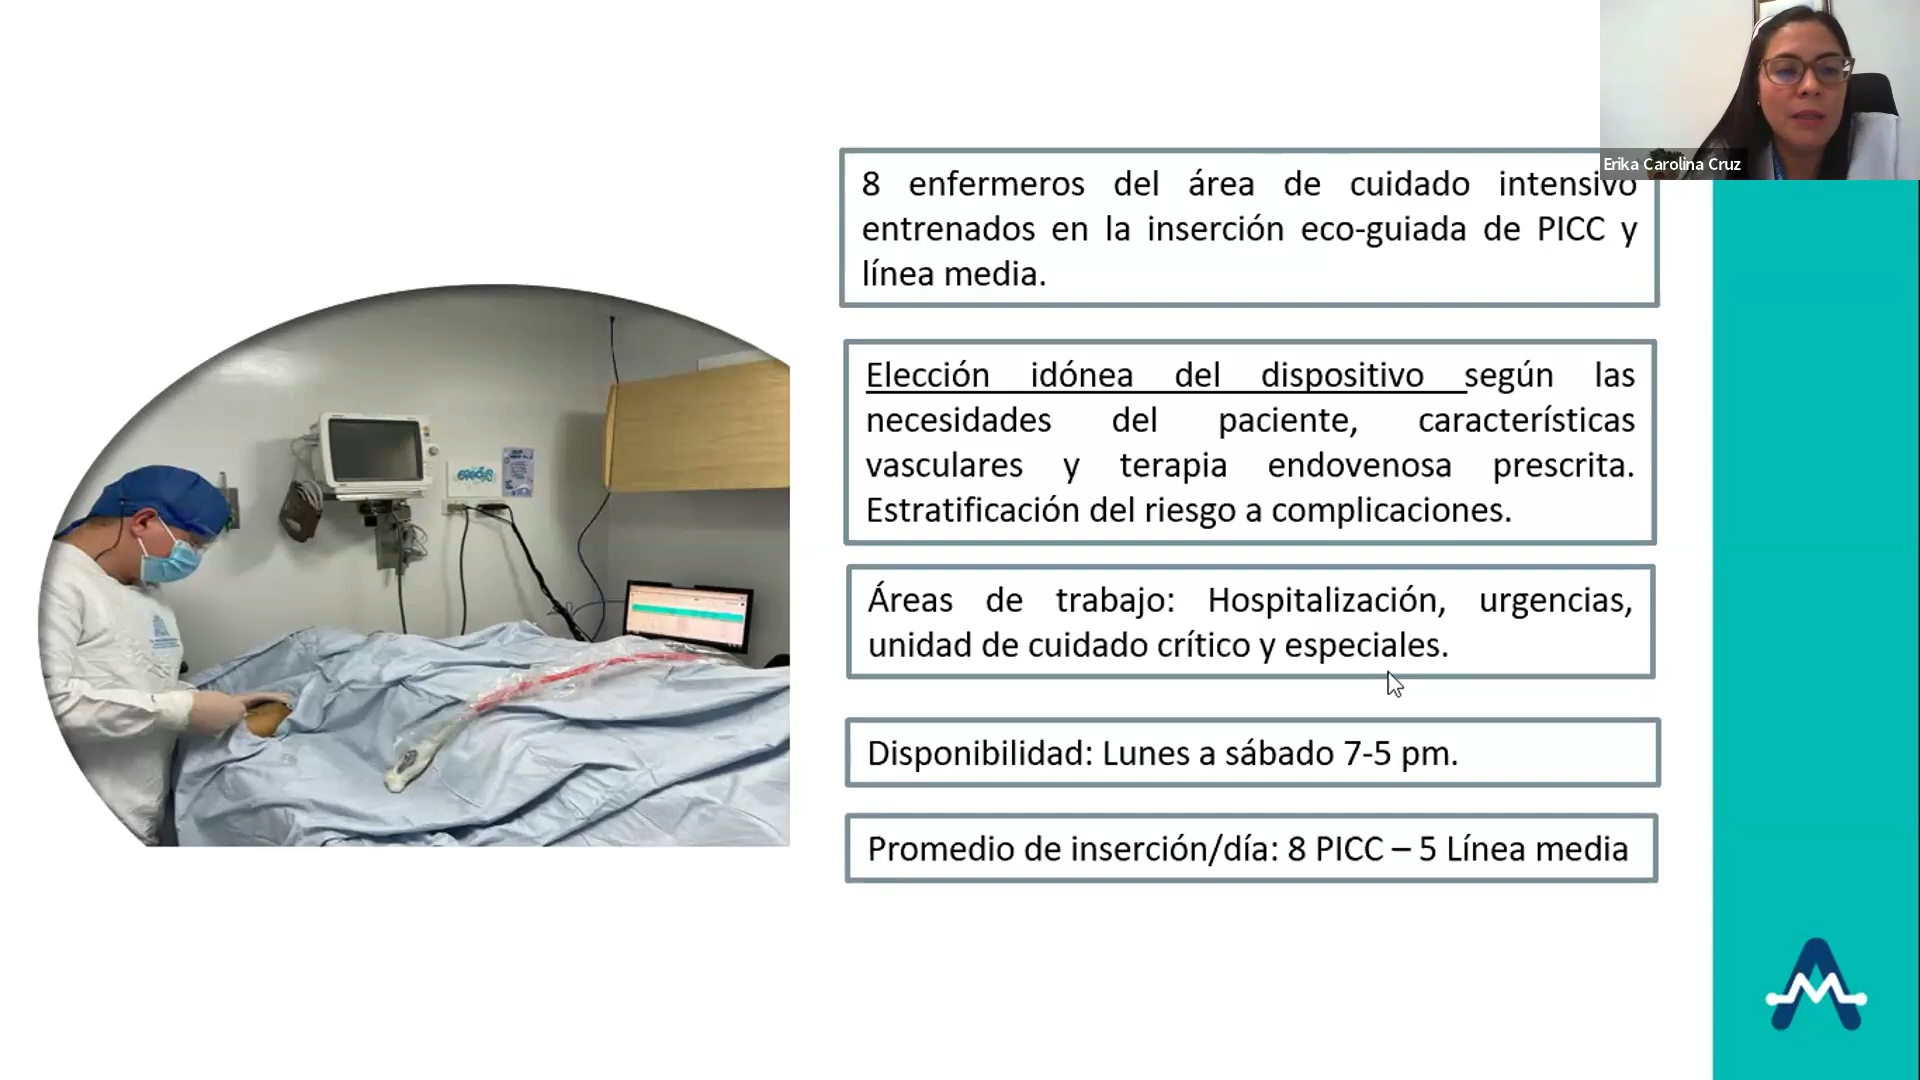 Erika Carolina Cruz
8 enfermeros del área de cuidado intensivo
entrenados en la inserción eco-guiada de PICC y
línea media.
Elección idónea del dispositivo según las
necesidades del paciente, características
vasculares y terapia endovenosa prescrita.
Estratificación del riesgo a complicaciones.
Áreas de trabajo: Hospitalización, urgencias,
unidad de cuidado crítico y especiales.
Disponibilidad: Lunes a sábado 7-5 pm.
Promedio de inserción/día: 8 PICC – 5 Línea media